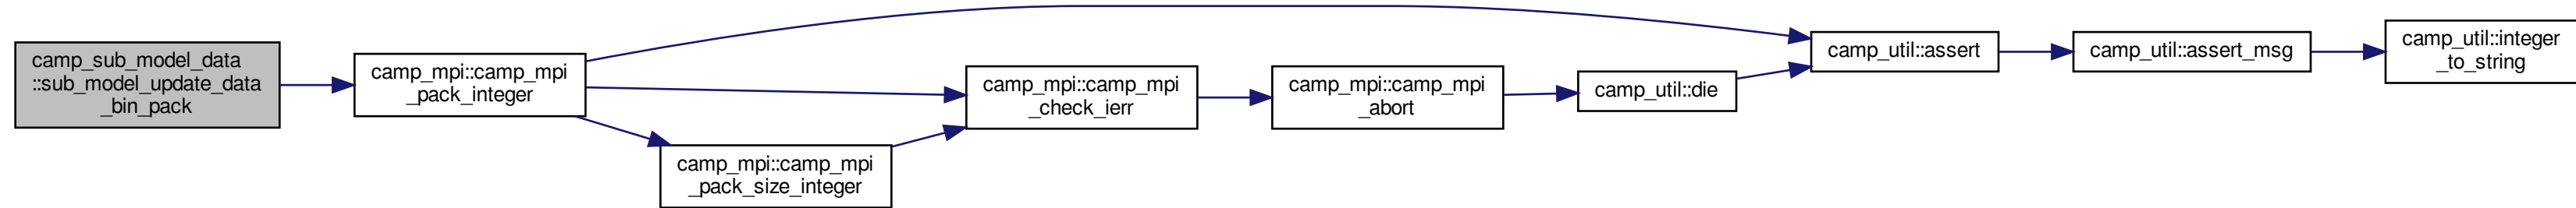 camp_sub_model_data
::sub_model_update_data
_bin_pack
camp_mpi::camp_mpi
_pack_integer
camp_mpi::camp_mpi
_pack_size_integer
camp_mpi::camp_mpi
_check_ierr
camp_mpi::camp_mpi
_abort
camp_util::die
camp_util::assert
camp_util::assert_msg
camp_util::integer
_to_string